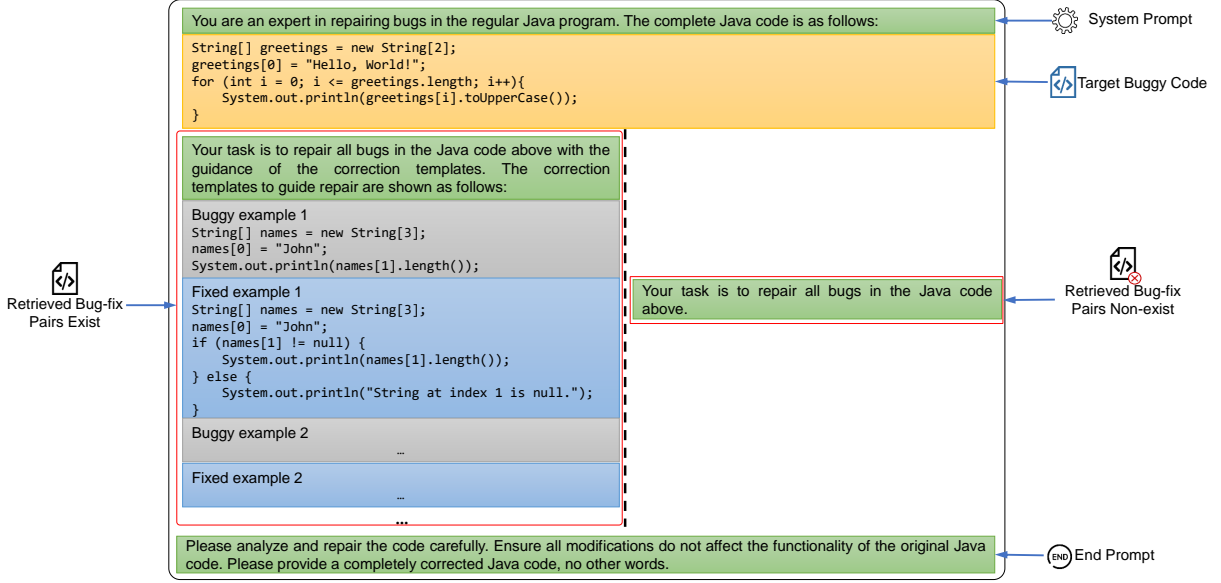 You are an expert in repairing bugs in the regular Java program. The complete Java code is as follows:
System Prompt
String[] greetings = new String[2];
greetings[0] = "Hello, World!";
for (int i = 0; i <= greetings.length; i++){
    System.out.println(greetings[i].toUpperCase());
}
Target Buggy Code
Your task is to repair all bugs in the Java code above with the
guidance of the correction templates. The correction
templates to guide repair are shown as follows:
Buggy example 1
String[] names = new String[3];
names[0] = "John";
System.out.println(names[1].length());
Fixed example 1
String[] names = new String[3];
names[0] = "John";
if (names[1] != null) {
    System.out.println(names[1].length());
} else {
    System.out.println("String at index 1 is null.");
}
Buggy example 2
…
Fixed example 2
…
…
Retrieved Bug-fix
Pairs Exist
Your task is to repair all bugs in the Java code
above.
Retrieved Bug-fix
Pairs Non-exist
Please analyze and repair the code carefully. Ensure all modifications do not affect the functionality of the original Java
code. Please provide a completely corrected Java code, no other words.
END
End Prompt